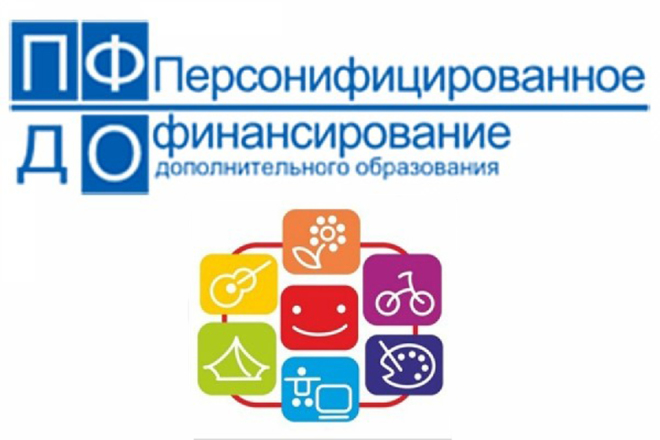 ПФ Персонифицированное
ДО финансирование
дополнительного образования